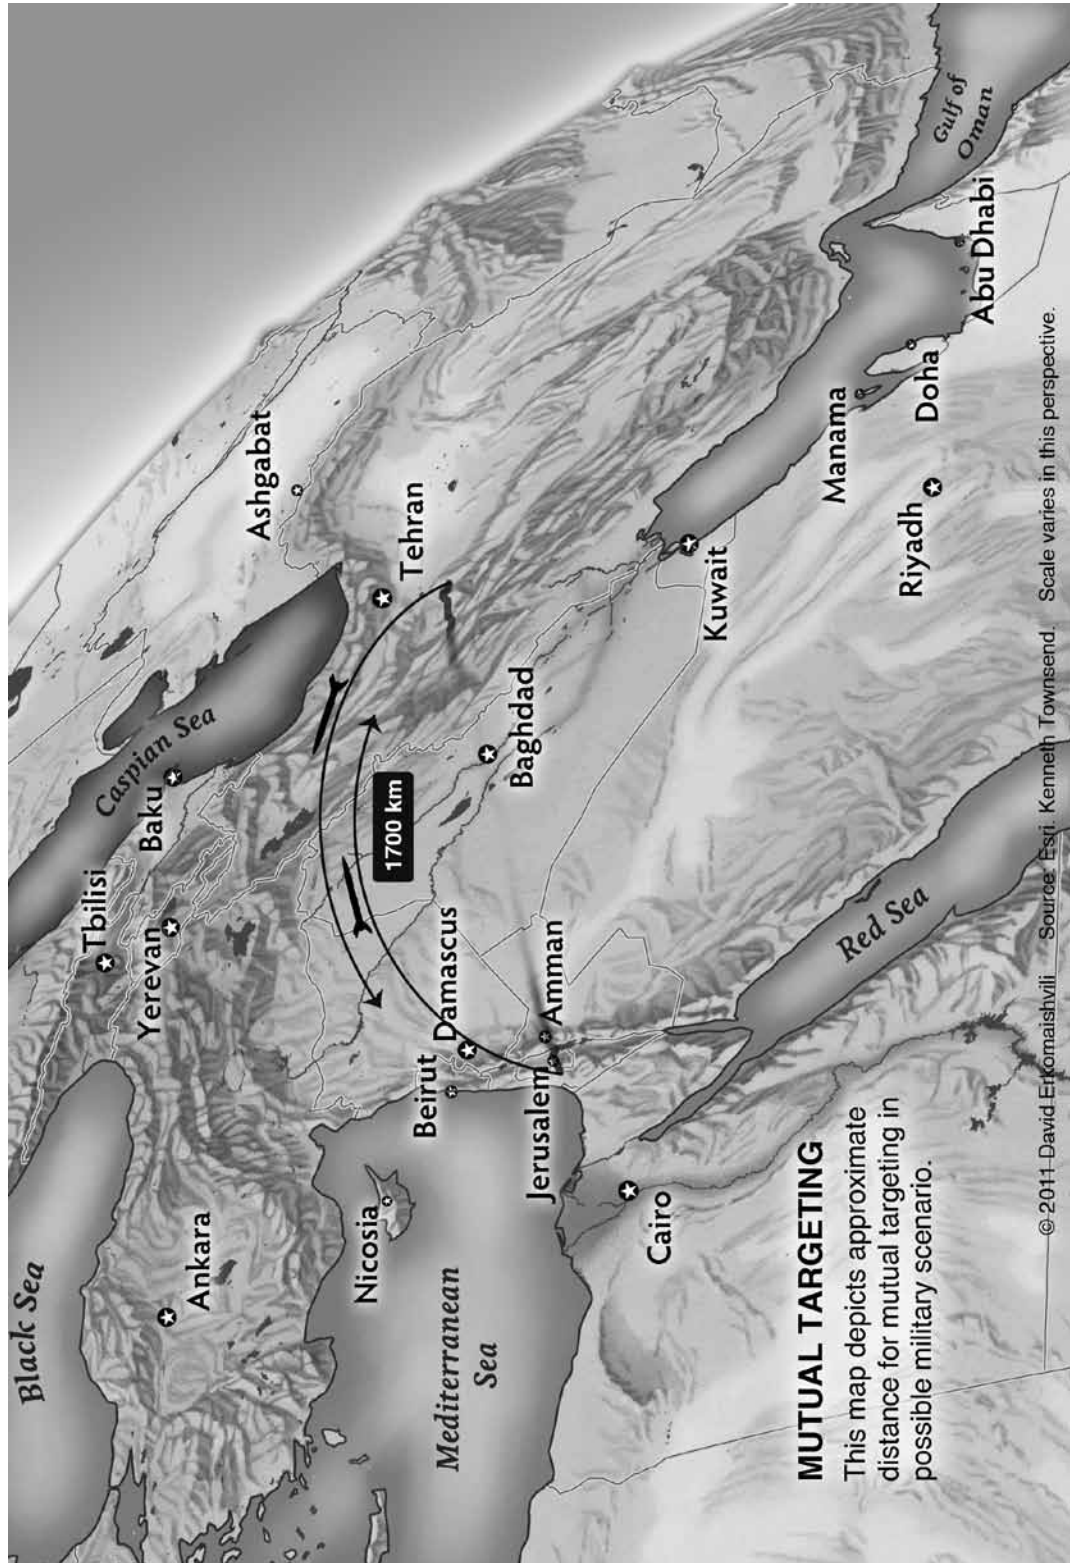 Black Sea
Caspian Sea
Tbilisi
Baku
Yerevan
Ankara
Ashgabat
Tehran
Nicosia
Mediterranean
Sea
Beirut
Damascus
1700 km
Baghdad
Jerusalem
Amman
Cairo
Kuwait
Manama
Doha
Riyadh
Abu Dhabi
Gulf of
Oman
Red Sea
MUTUAL TARGETING
This map depicts approximate
distance for mutual targeting in
possible military scenario.
© 2011 David Erkomaishvili Source: Esri. Kenneth Townsend. Scale varies in this perspective.